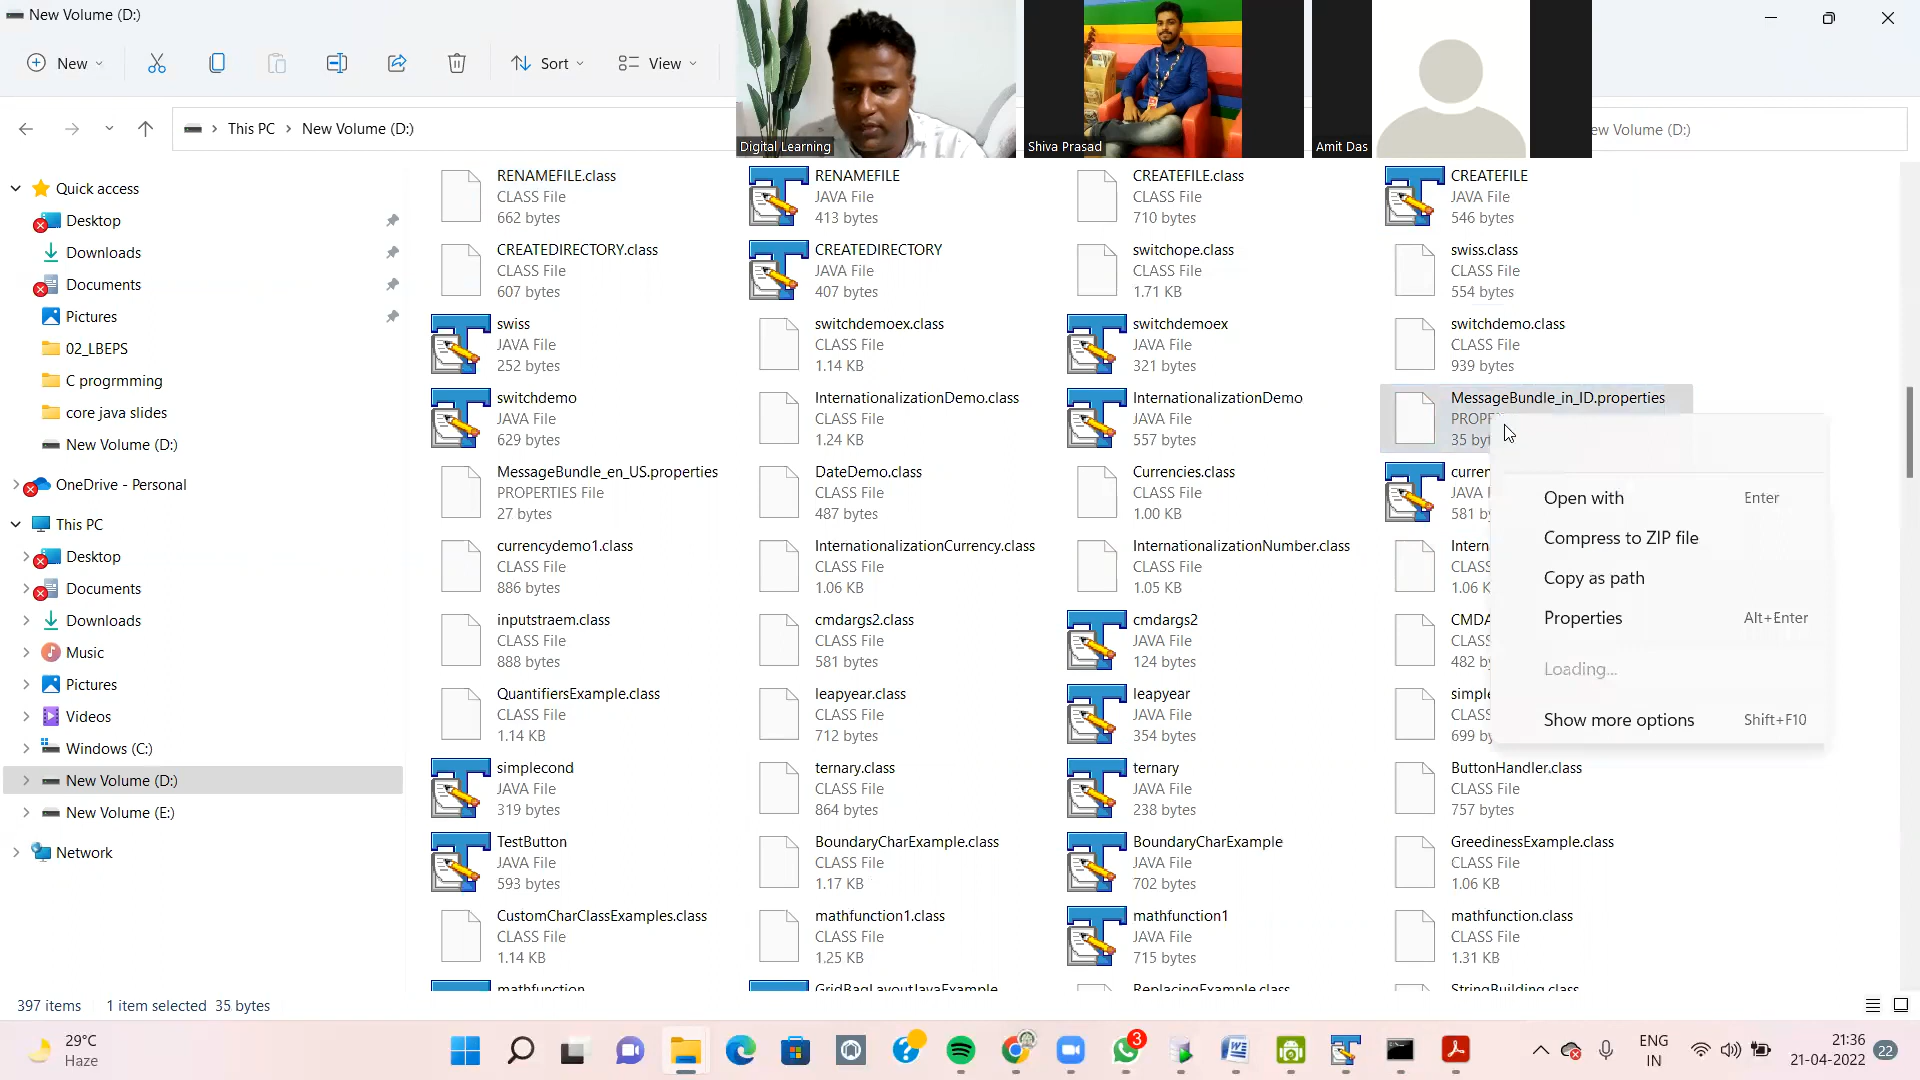 New Volume (D:)
New
Sort
View
This PC
New Volume (D:)
ew Volume (D:)
Digital Learning
Shiva Prasad
Amit Das
Quick access
Desktop
Downloads
Documents
Pictures
02_LBEPS
C progrmming
core java slides
New Volume (D:)
OneDrive - Personal
This PC
Desktop
Documents
Downloads
Music
Pictures
Videos
Windows (C:)
New Volume (D:)
New Volume (E:)
Network
RENAMEFILE.class
CLASS File
662 bytes
RENAMEFILE
JAVA File
413 bytes
CREATEFILE.class
CLASS File
710 bytes
CREATEFILE
JAVA File
546 bytes
CREATEDIRECTORY.class
CLASS File
607 bytes
CREATEDIRECTORY
JAVA File
407 bytes
switchope.class
CLASS File
1.71 KB
swiss.class
CLASS File
554 bytes
swiss
JAVA File
252 bytes
switchdemoex.class
CLASS File
1.14 KB
switchdemoex
JAVA File
321 bytes
switchdemo.class
CLASS File
939 bytes
switchdemo
JAVA File
629 bytes
InternationalizationDemo.class
CLASS File
1.24 KB
InternationalizationDemo
JAVA File
557 bytes
MessageBundle_in_ID.properties
PROPE
35 byt
MessageBundle_en_US.properties
PROPERTIES File
27 bytes
DateDemo.class
CLASS File
487 bytes
Currencies.class
CLASS File
1.00 KB
curren
JAVA F
581 by
currencydemo1.class
CLASS File
886 bytes
InternationalizationCurrency.class
CLASS File
1.06 KB
InternationalizationNumber.class
CLASS File
1.05 KB
Intern
CLASS
1.06 K
inputstraem.class
CLASS File
888 bytes
cmdargs2.class
CLASS File
581 bytes
cmdargs2
JAVA File
124 bytes
CMDA
CLASS
482 by
QuantifiersExample.class
CLASS File
1.14 KB
leapyear.class
CLASS File
712 bytes
leapyear
JAVA File
354 bytes
simple
CLASS
699 by
simplecond
JAVA File
319 bytes
ternary.class
CLASS File
864 bytes
ternary
JAVA File
238 bytes
ButtonHandler.class
CLASS File
757 bytes
TestButton
JAVA File
593 bytes
BoundaryCharExample.class
CLASS File
1.17 KB
BoundaryCharExample
JAVA File
702 bytes
GreedinessExample.class
CLASS File
1.06 KB
CustomCharClassExamples.class
CLASS File
1.14 KB
mathfunction1.class
CLASS File
1.25 KB
mathfunction1
JAVA File
715 bytes
mathfunction.class
CLASS File
1.31 KB
mathfunction
GridBagLayoutJavaExample
ReplacingExample.class
StringBuilding.class
Open with Enter
Compress to ZIP file
Copy as path
Properties Alt+Enter
Loading...
Show more options Shift+F10
397 items 1 item selected 35 bytes
29°C
Haze
3
ENG
IN
21:36
21-04-2022
22